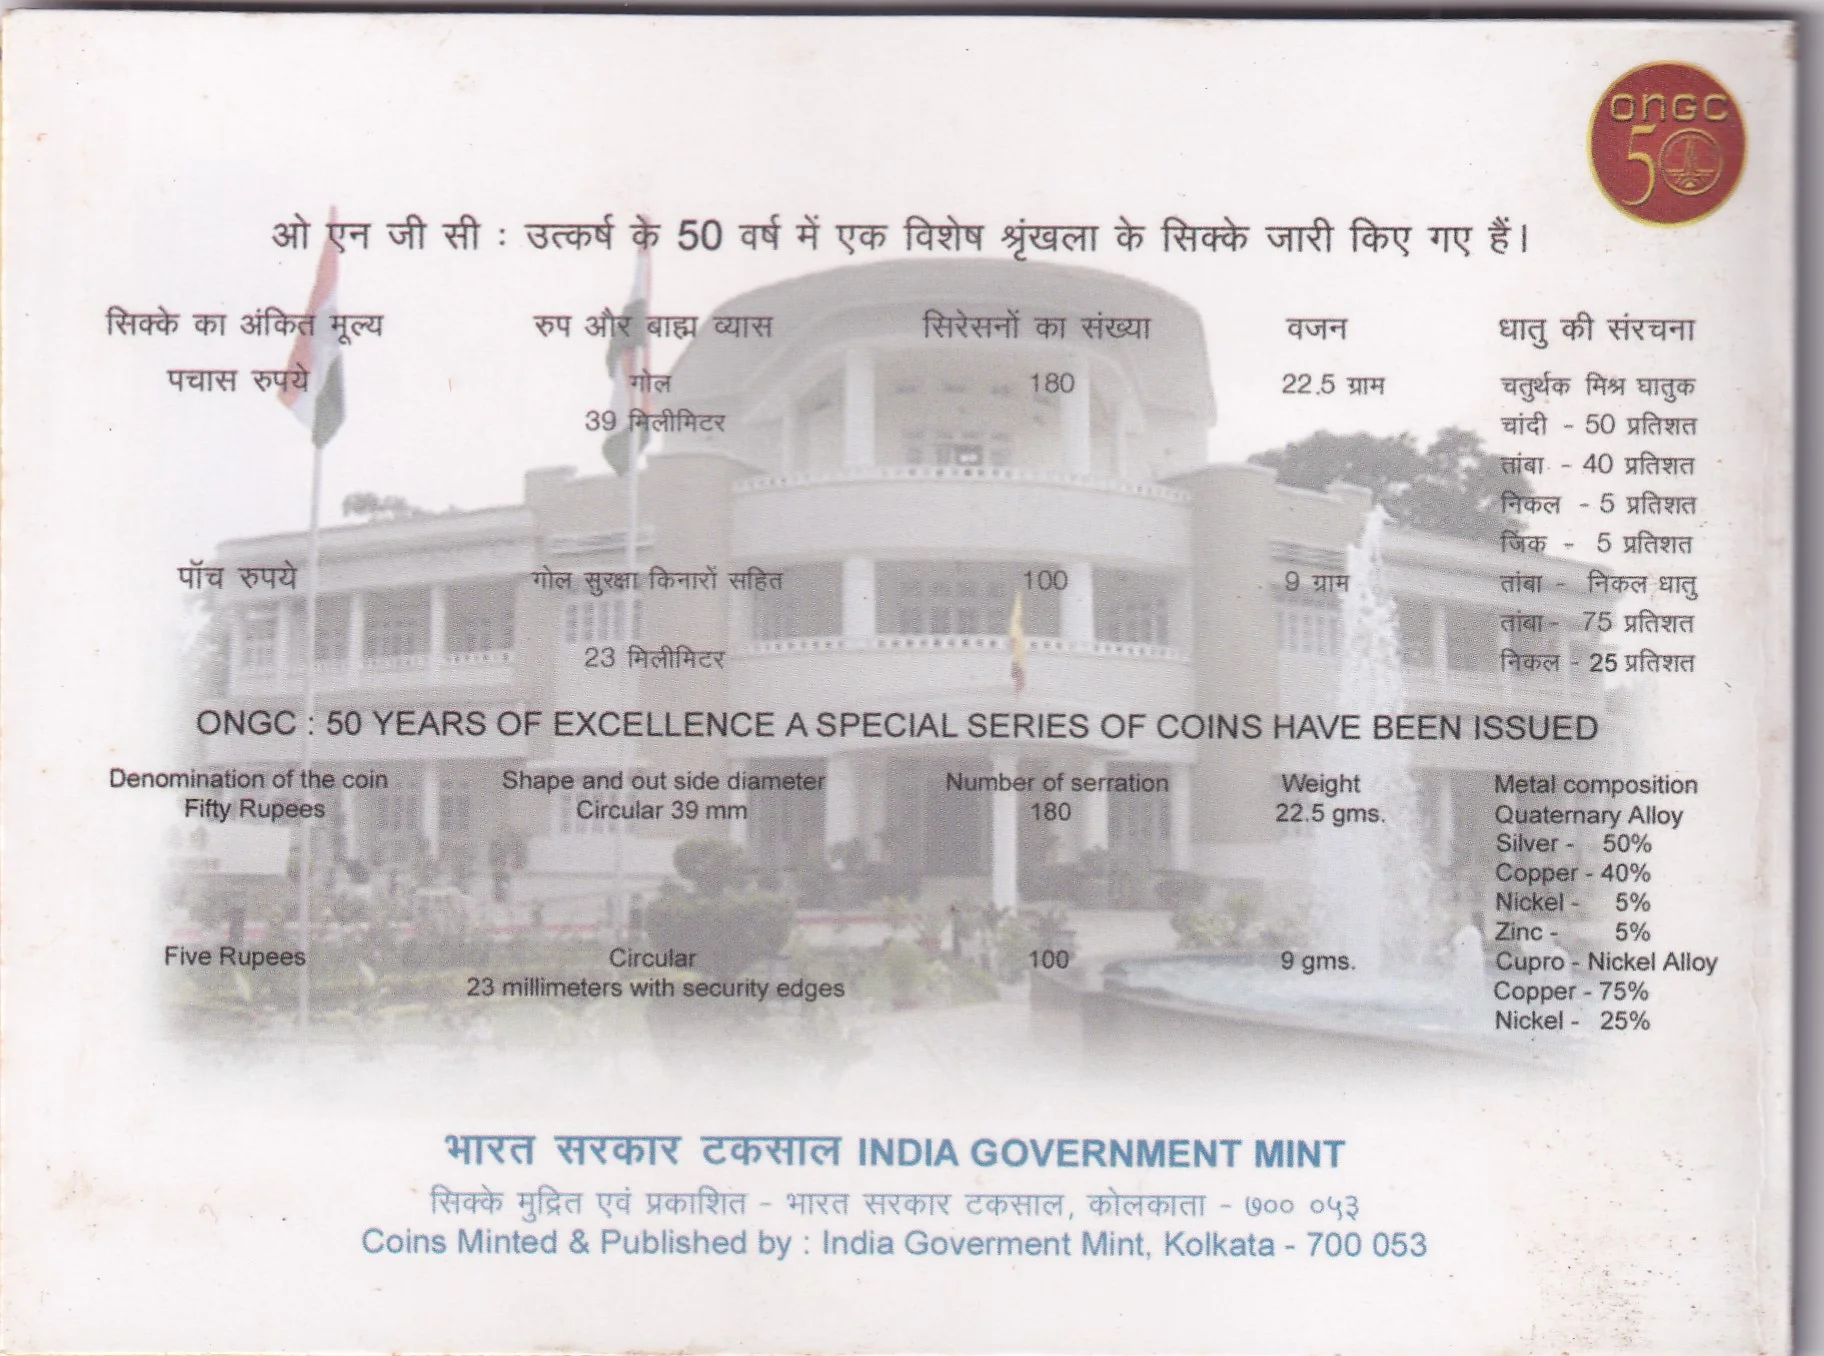 ONGC
50
ओ एन जी सी : उत्कर्ष के 50 वर्ष में एक विशेष श्रृंखला के सिक्के जारी किए गए हैं।
सिक्के का अंकित मूल्य रुप और बाह्म व्यास सिरेसनों का संख्या वजन धातु की संरचना
पचास रुपये गोल 180 22.5 ग्राम चतुर्थक मिश्र घातुक
39 मिलीमिटर चांदी - 50 प्रतिशत
तांबा - 40 प्रतिशत
निकल - 5 प्रतिशत
जिंक - 5 प्रतिशत
पॉच रुपये गोल सुरक्षा किनारों सहित 100 9 ग्राम तांबा - निकल धातु
तांबा - 75 प्रतिशत
23 मिलीमिटर निकल - 25 प्रतिशत
ONGC : 50 YEARS OF EXCELLENCE A SPECIAL SERIES OF COINS HAVE BEEN ISSUED
Denomination of the coin Shape and out side diameter Number of serration Weight Metal composition
Fifty Rupees Circular 39 mm 180 22.5 gms. Quaternary Alloy
Silver - 50%
Copper - 40%
Nickel - 5%
Zinc - 5%
Five Rupees Circular 100 9 gms. Cupro - Nickel Alloy
23 millimeters with security edges Copper - 75%
Nickel - 25%
भारत सरकार टकसाल INDIA GOVERNMENT MINT
सिक्के मुद्रित एवं प्रकाशित - भारत सरकार टकसाल, कोलकाता - ७०० ०५३
Coins Minted & Published by : India Goverment Mint, Kolkata - 700 053